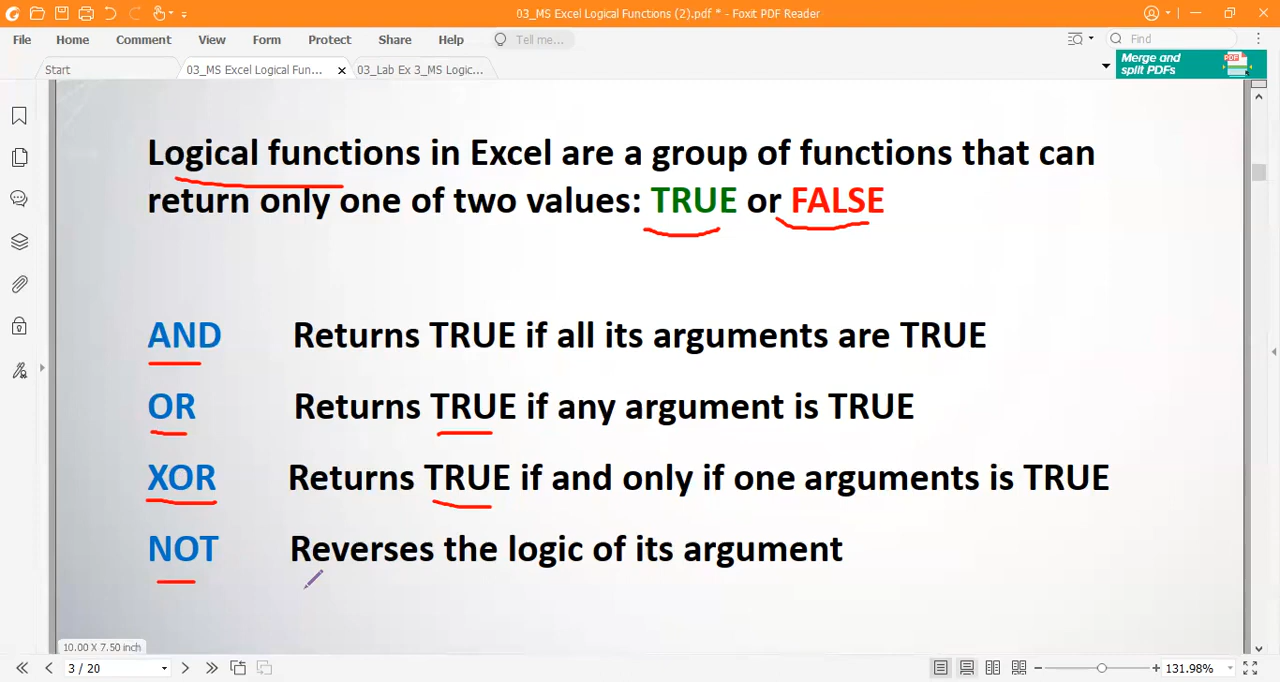 03_MS Excel Logical Functions (2).pdf * - Foxit PDF Reader
File Home Comment View Form Protect Share Help Tell me... Find
Start 03_MS Excel Logical Fun... 03_Lab Ex 3_MS Logic... Merge and
split PDFs
PDF
Logical functions in Excel are a group of functions that can
return only one of two values: TRUE or FALSE
AND Returns TRUE if all its arguments are TRUE
OR Returns TRUE if any argument is TRUE
XOR Returns TRUE if and only if one arguments is TRUE
NOT Reverses the logic of its argument
10.00 X 7.50 inch
3 / 20 131.98%